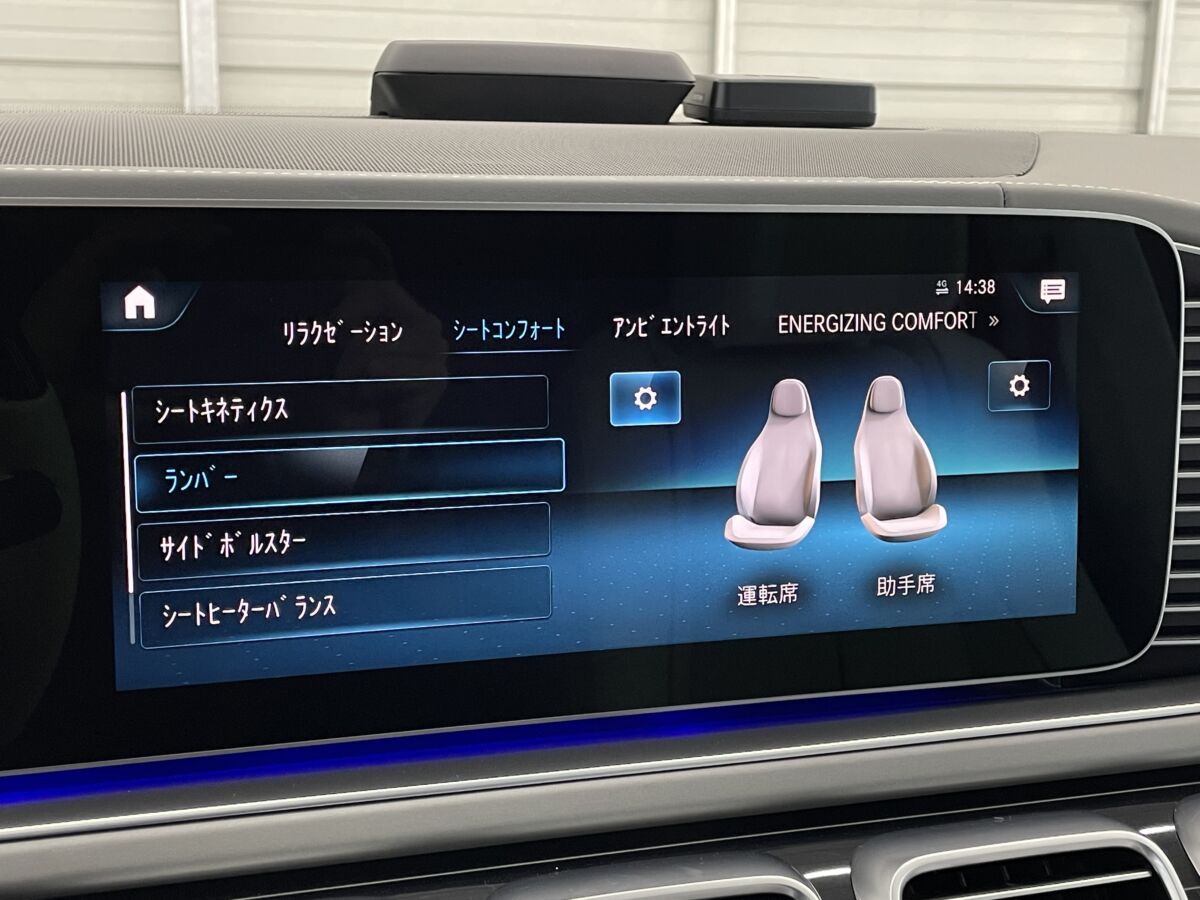 4G 14:38
ﾘﾗｸｾﾞｰｼｮﾝ ｼｰﾄｺﾝﾌｫｰﾄ ｱﾝﾋﾞｴﾝﾄﾗｲﾄ ENERGIZING COMFORT »
ｼｰﾄｷﾈﾃｨｸｽ
ﾗﾝﾊﾞｰ
ｻｲﾄﾞﾎﾞﾙｽﾀｰ
ｼｰﾄﾋｰﾀｰﾊﾞﾗﾝｽ
運転席 助手席